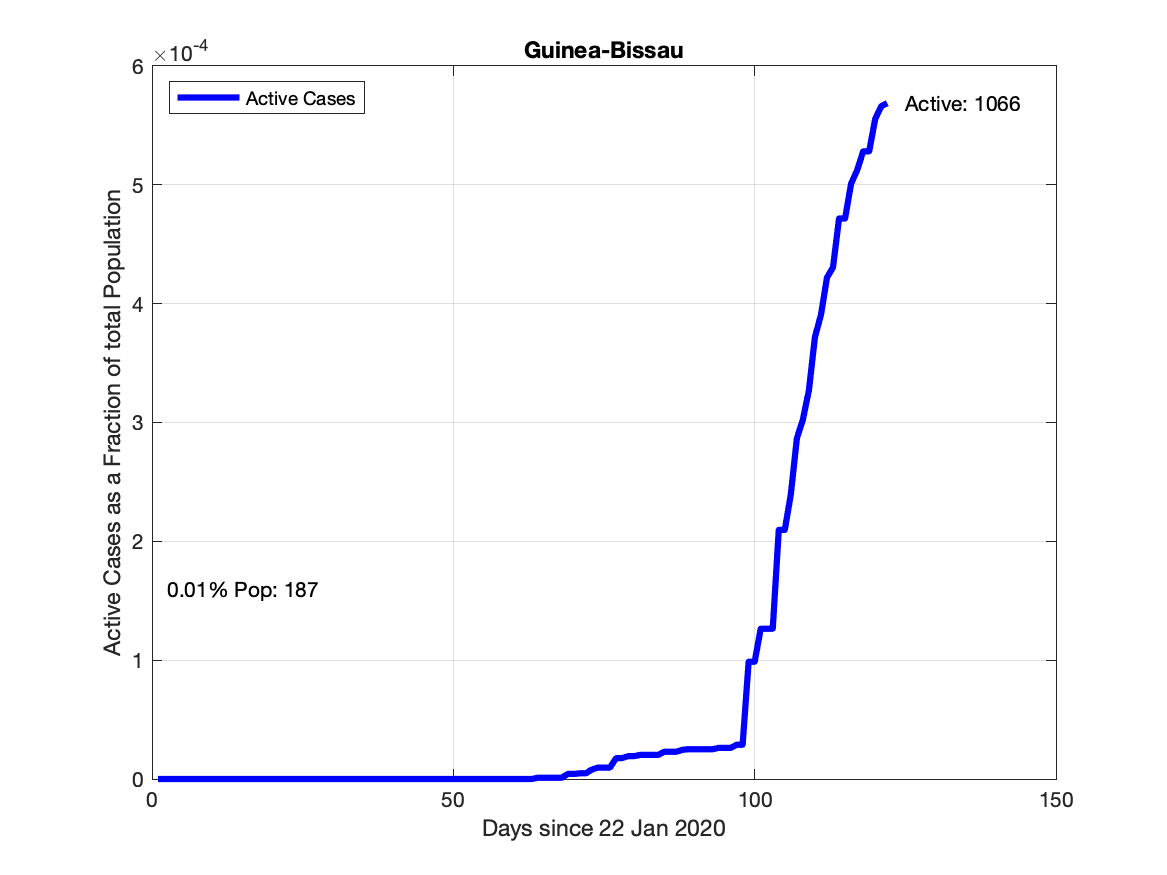 Guinea-Bissau
×10^-4
Active Cases
Active: 1066
0.01% Pop: 187
Active Cases as a Fraction of total Population
6
5
4
3
2
1
0
0 50 100 150
Days since 22 Jan 2020